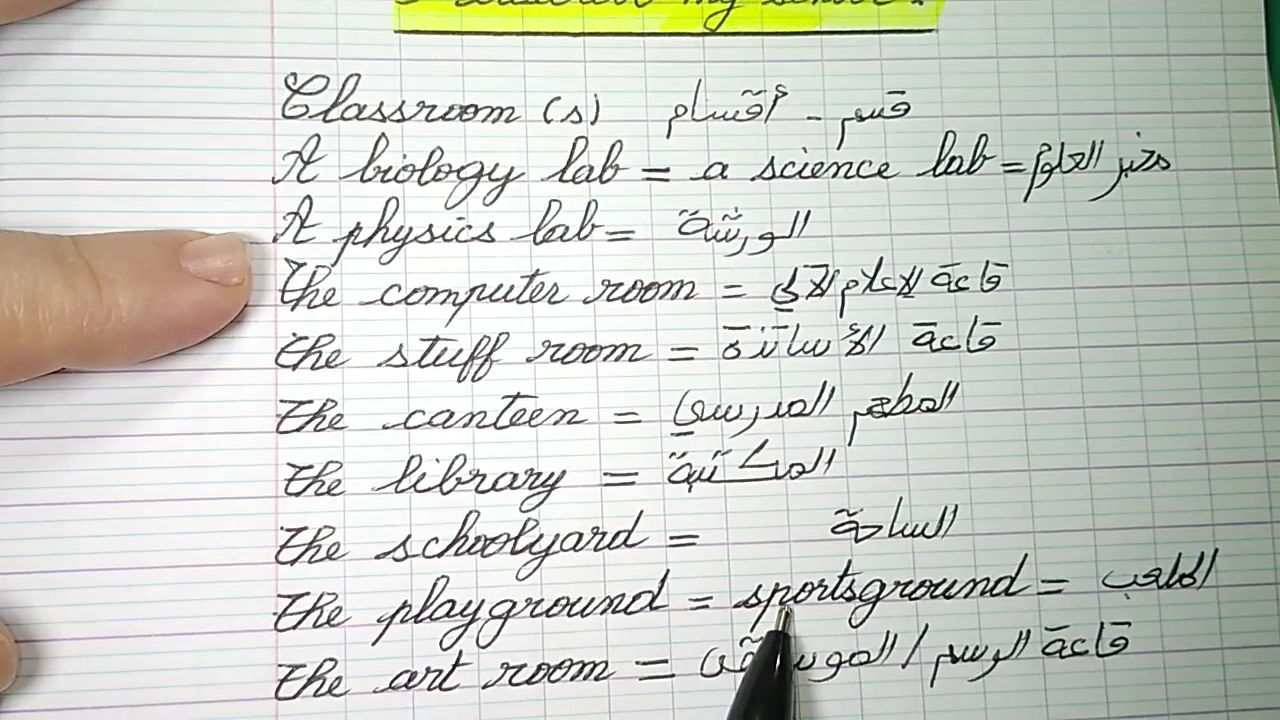 my school :
Classroom (s) قسم - أقسام
A biology lab = a science lab = مخبر العلوم
A physics lab = الورشة
The computer room = قاعة الإعلام الآلي
The stuff room = قاعة الأساتذة
The canteen = المطعم المدرسي
The library = المكتبة
The schoolyard = الساحة
The playground = sportsground = الملعب
The art room = قاعة الرسم /